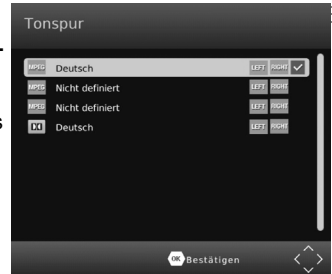 Tonspur
MPEG Deutsch LEFT RIGHT
MPEG Nicht definiert LEFT RIGHT
MPEG Nicht definiert LEFT RIGHT
Deutsch LEFT RIGHT
OK Bestätigen